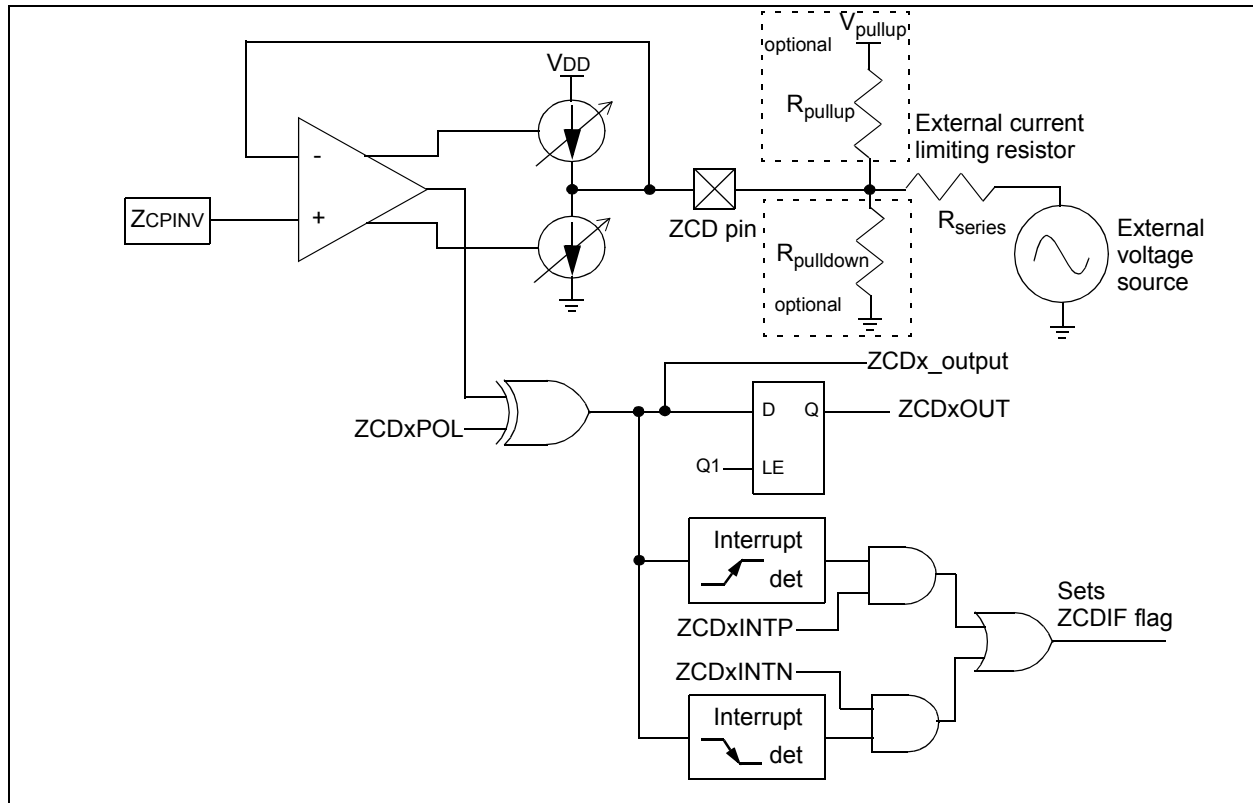 optional
Vpullup
VDD
Rpullup
External current
limiting resistor
-
ZCPINV
+
ZCD pin
Rseries
Rpulldown
External
voltage
source
optional
ZCDx_output
D
Q
ZCDxOUT
ZCDxPOL
Q1
LE
Interrupt
det
Sets
ZCDIF flag
ZCDxINTP
ZCDxINTN
Interrupt
det